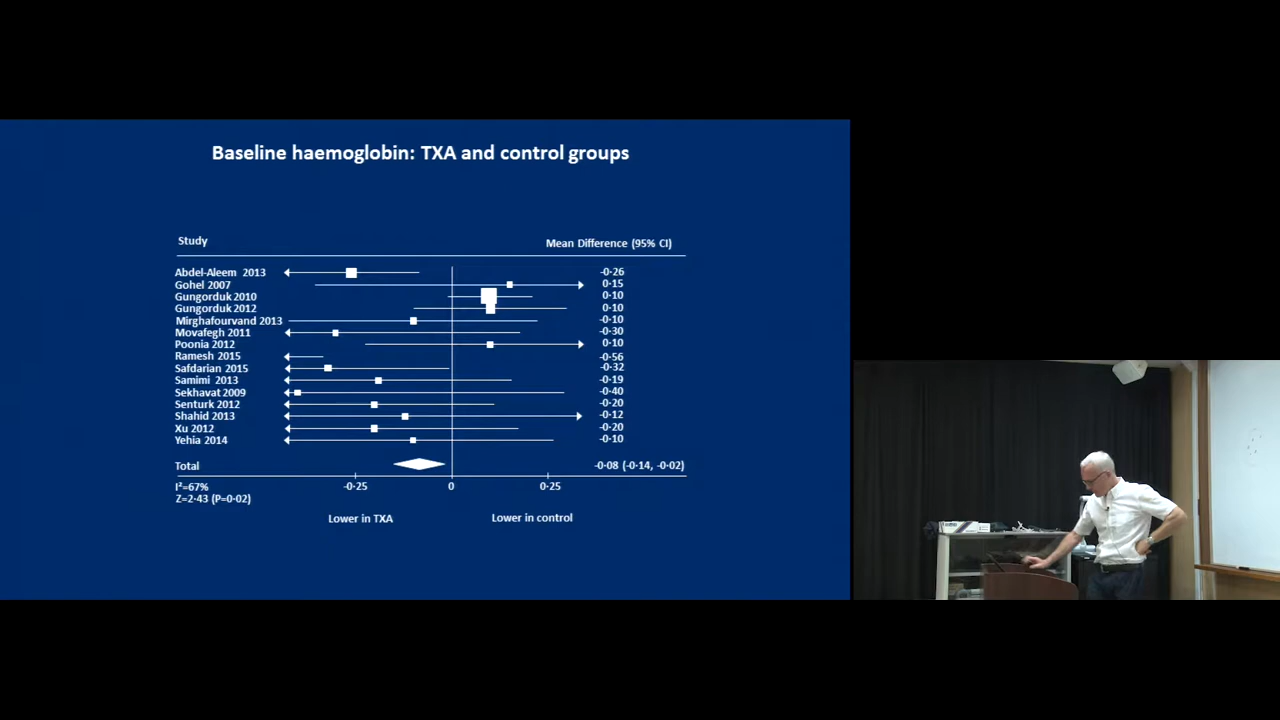 Baseline haemoglobin: TXA and control groups
Study Mean Difference (95% CI)
Abdel-Aleem 2013 -0·26
Gohel 2007 0·15
Gungorduk 2010 0·10
Gungorduk 2012 0·10
Mirghafourvand 2013 -0·10
Movafegh 2011 -0·30
Poonia 2012 0·10
Ramesh 2015 -0·56
Safdarian 2015 -0·32
Samimi 2013 -0·19
Sekhavat 2009 -0·40
Senturk 2012 -0·20
Shahid 2013 -0·12
Xu 2012 -0·20
Yehia 2014 -0·10
Total -0·08 (-0·14, -0·02)
I²=67% -0·25 0 0·25
Z=2·43 (P=0·02)
Lower in TXA Lower in control